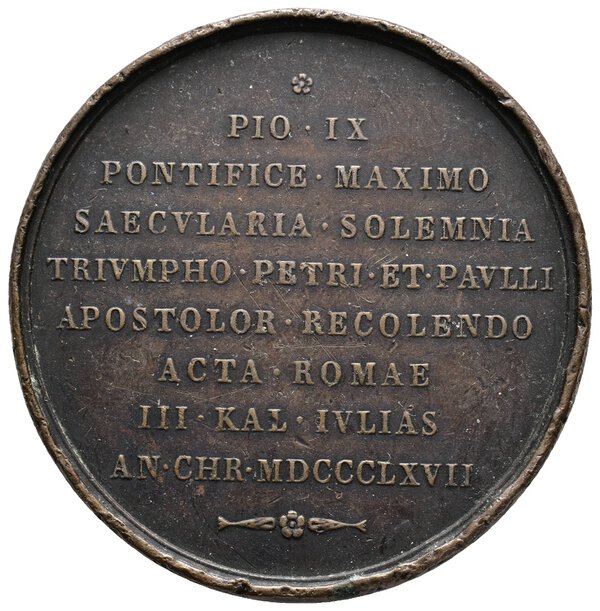 PIO · IX
PONTIFICE · MAXIMO
SAECVLARIA · SOLEMNIA
TRIVMPHO · PETRI · ET · PAVLLI
APOSTOLOR · RECOLENDO
ACTA · ROMAE
III · KAL · IVLIAS
AN · CHR · MDCCCLXVII